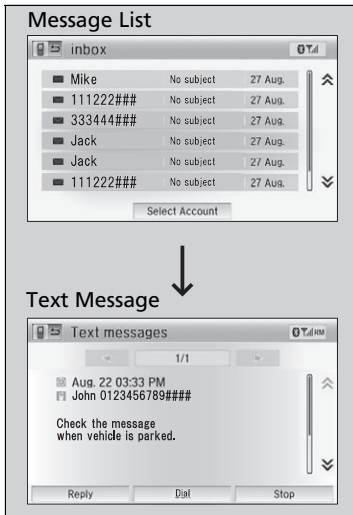 Message List
inbox
Mike No subject 27 Aug.
111222### No subject 27 Aug.
333444### No subject 27 Aug.
Jack No subject 27 Aug.
Jack No subject 27 Aug.
111222### No subject 27 Aug.
Select Account
Text Message
Text messages RM
1/1
Aug. 22 03:33 PM
John 0123456789####
Check the message
when vehicle is parked.
Reply Dial Stop